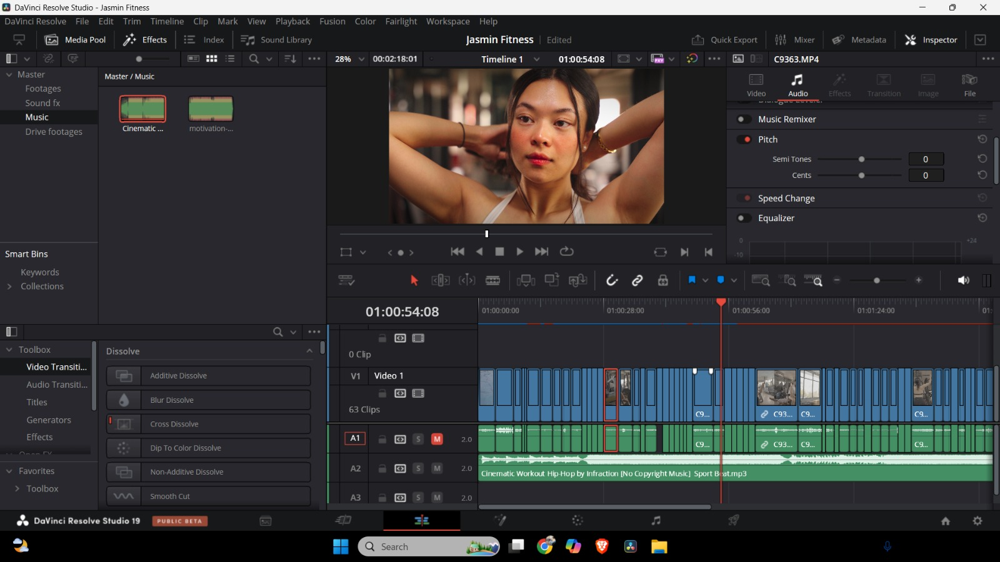 DaVinci Resolve Studio - Jasmin Fitness
DaVinci Resolve File Edit Trim Timeline Clip Mark View Playback Fusion Color Fairlight Workspace Help
Media Pool Effects Index Sound Library Jasmin Fitness Edited Quick Export Mixer Metadata Inspector
28% 00:02:18:01 Timeline 1 01:00:54:08 PXY C9363.MP4
Master
Footages
Sound fx
Music
Drive footages
Master / Music
Cinematic ...
motivation-...
Video Audio Effects Transition Image File
Dialogue Leveler
Music Remixer
Pitch
Semi Tones 0
Cents 0
Speed Change
Equalizer
0 +24
-10
Smart Bins
Keywords
Collections
Toolbox
Video Transiti...
Audio Transiti...
Titles
Generators
Effects
Open FX
Favorites
Toolbox
Dissolve
Additive Dissolve
Blur Dissolve
Cross Dissolve
Dip To Color Dissolve
Non-Additive Dissolve
Smooth Cut
01:00:54:08
01:00:00:00 01:00:28:00 01:00:56:00 01:01:24:00 01:
0 Clip
V1 Video 1
63 Clips
C9... C93... C9... C9...
A1 S M 2.0
C9... C93... C9... C9...
A2 S M 2.0
Cinematic Workout Hip-Hop by Infraction [No Copyright Music] Sport Beat.mp3
A3 S M 2.0
DaVinci Resolve Studio 19 PUBLIC BETA
Search